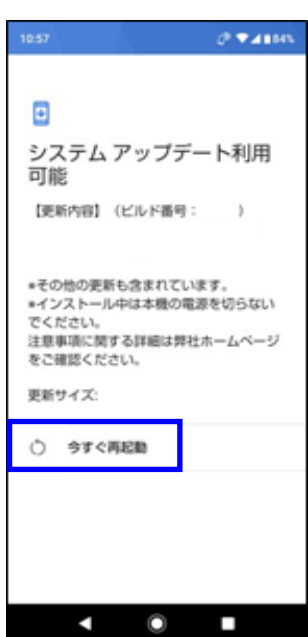 10:57
84%
システム アップデート利用
可能
【更新内容】（ビルド番号： ）
*その他の更新も含まれています。
*インストール中は本機の電源を切らない
でください。
注意事項に関する詳細は弊社ホームページ
をご確認ください。
更新サイズ:
今すぐ再起動